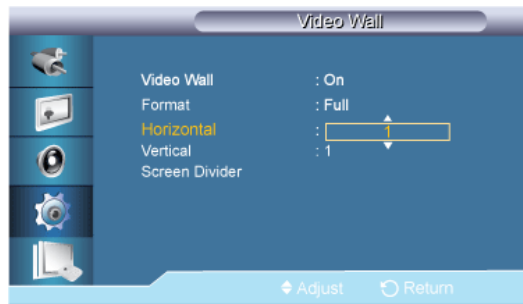 Video Wall
Video Wall : On
Format : Full
Horizontal : 1
Vertical : 1
Screen Divider
Adjust Return